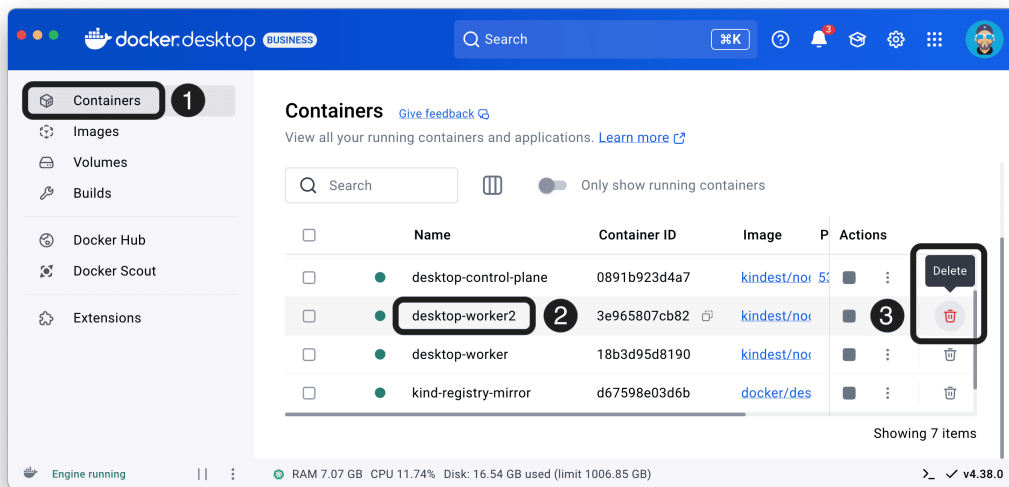 docker.desktop BUSINESS
Search ⌘K 3
Containers 1
Images
Volumes
Builds
Docker Hub
Docker Scout
Extensions
Containers Give feedback
View all your running containers and applications. Learn more
Search
Only show running containers
Name Container ID Image P Actions
desktop-control-plane 0891b923d4a7 kindest/noc 53
Delete
desktop-worker2 2 3e965807cb82 kindest/noc 3
desktop-worker 18b3d95d8190 kindest/noc
kind-registry-mirror d67598e03d6b docker/des
Showing 7 items
Engine running RAM 7.07 GB CPU 11.74% Disk: 16.54 GB used (limit 1006.85 GB) v4.38.0